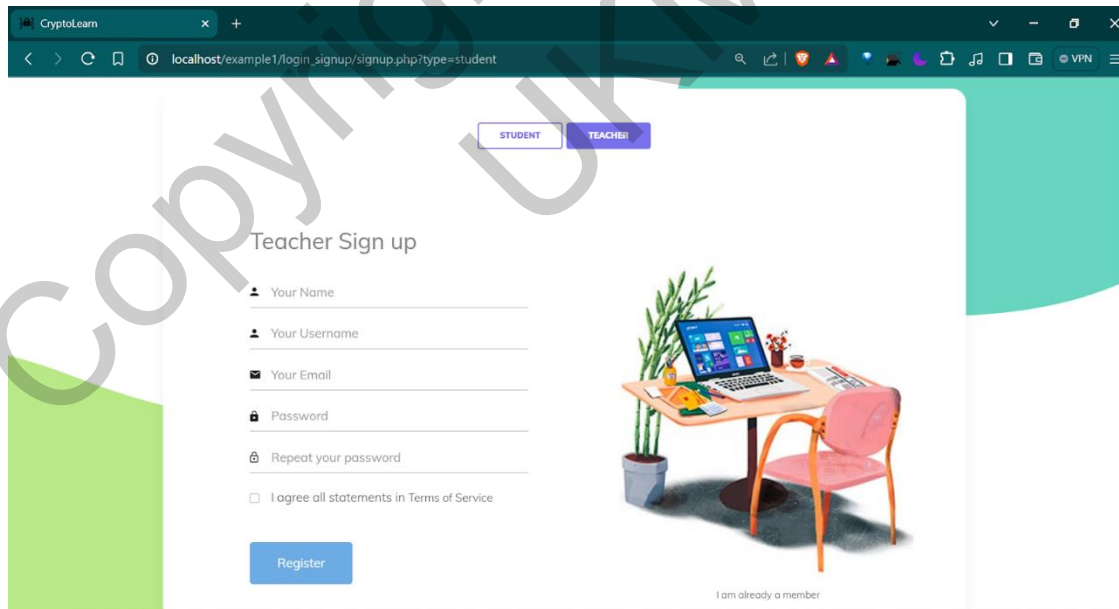 CryptoLearn
localhost/example1/login_signup/signup.php?type=student
VPN
STUDENT TEACHER
Teacher Sign up
Your Name
Your Username
Your Email
Password
Repeat your password
I agree all statements in Terms of Service
Register
I am already a member
Copyright
UKM